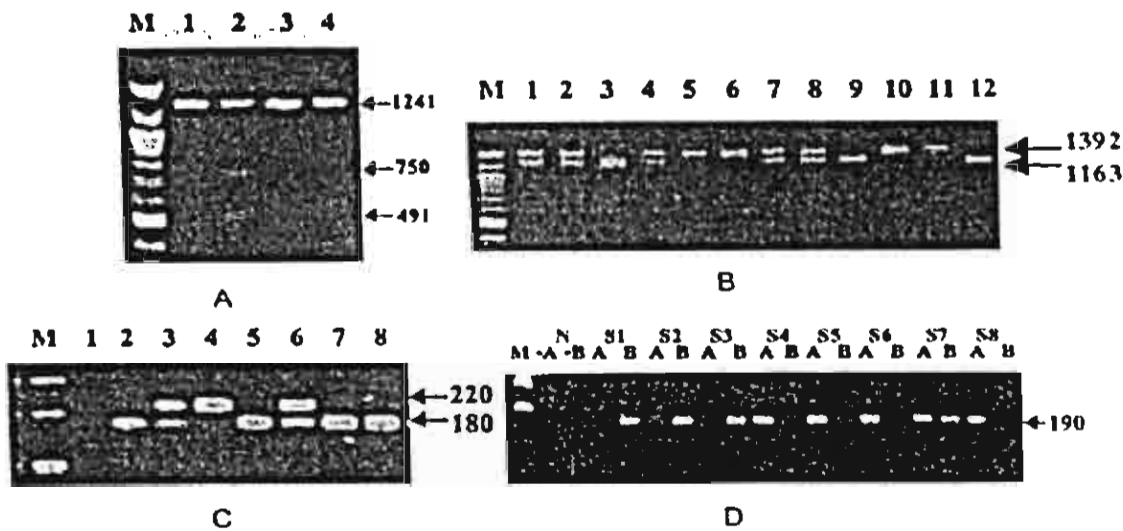 M 1 2 3 4
1241
750
491
A
M 1 2 3 4 5 6 7 8 9 10 11 12
1392
1163
B
M 1 2 3 4 5 6 7 8
220
180
C
N S1 S2 S3 S4 S5 S6 S7 S8
M A B A B A B A B A B A B A B A B A B
190
D